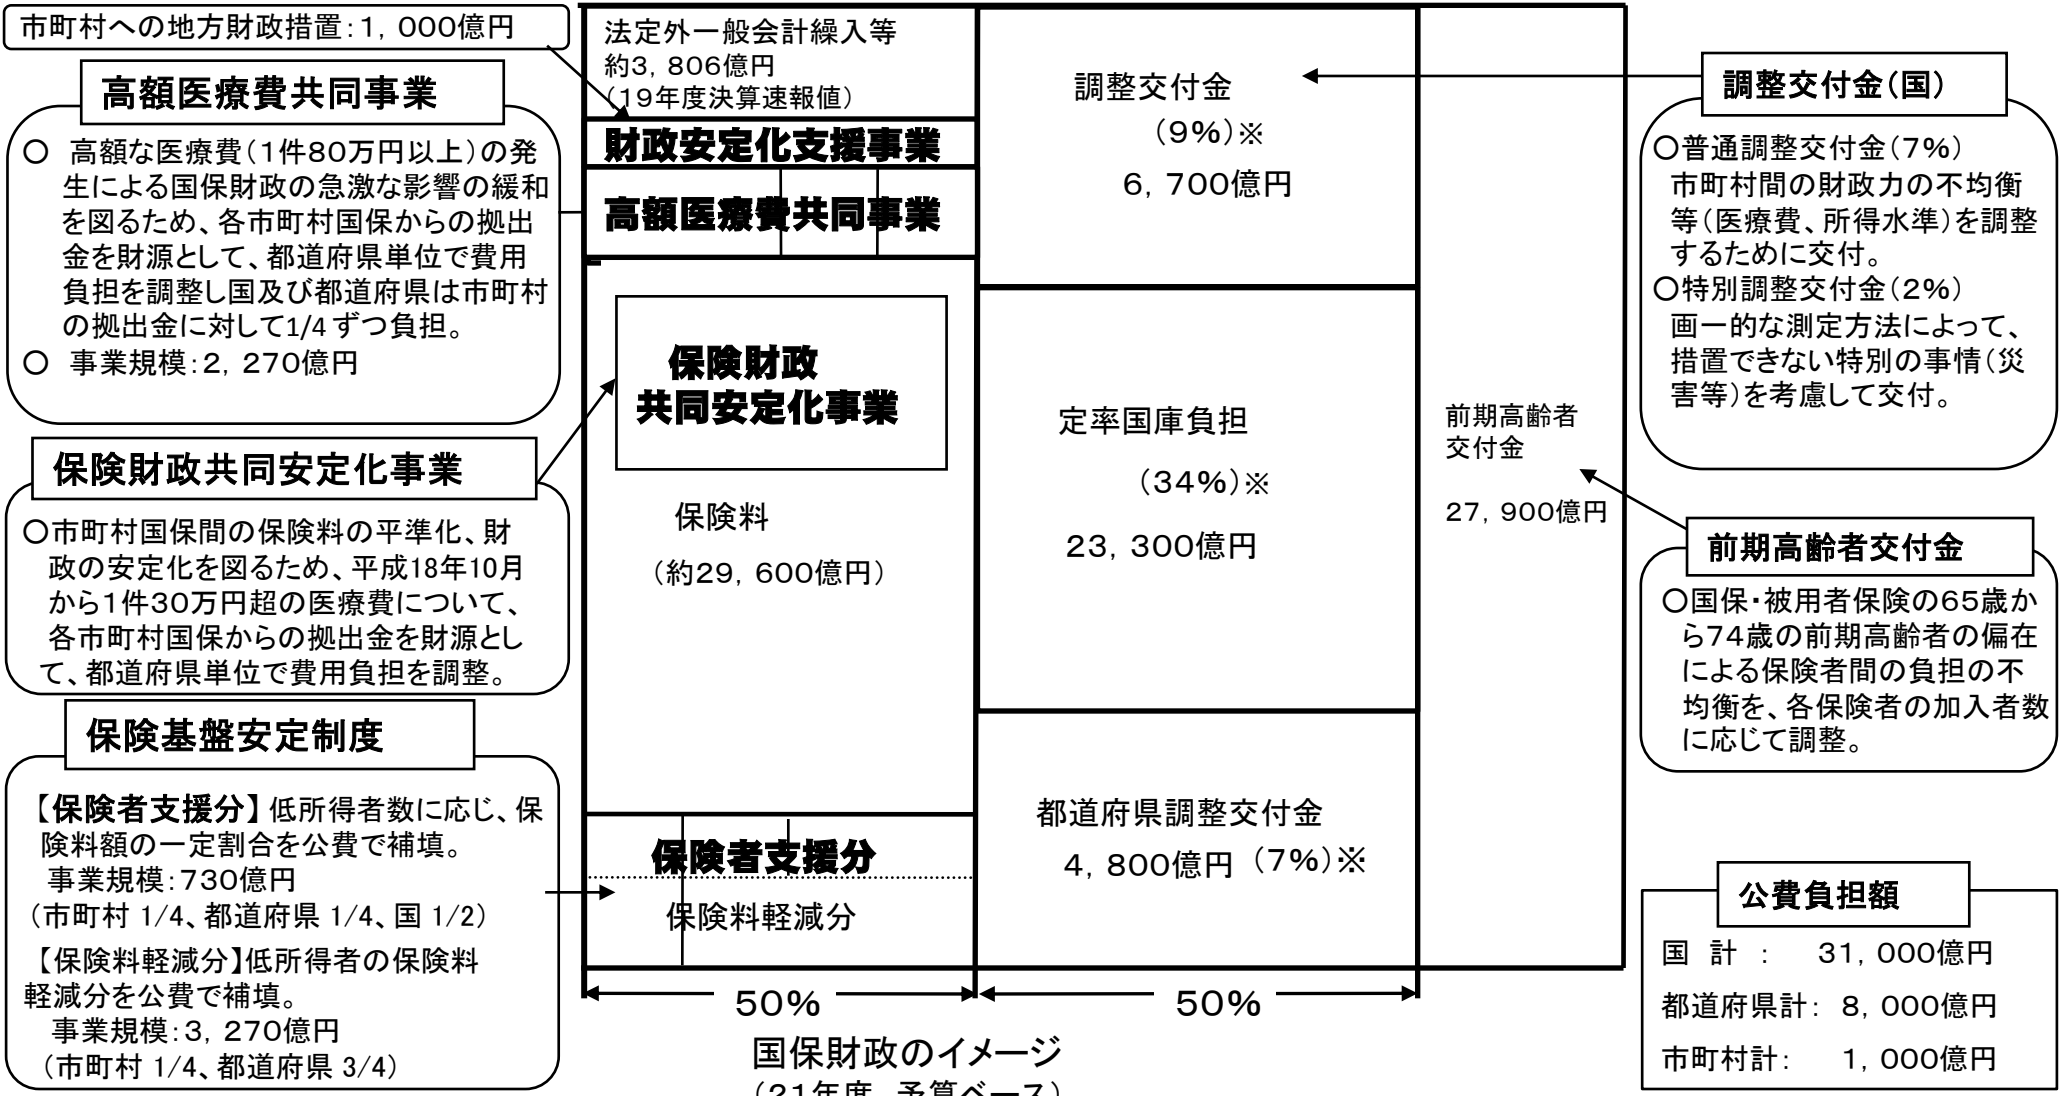 市町村への地方財政措置：1，000億円
高額医療費共同事業
○ 高額な医療費（1件80万円以上）の発
生による国保財政の急激な影響の緩和
を図るため、各市町村国保からの拠出
金を財源として、都道府県単位で費用
負担を調整し国及び都道府県は市町村
の拠出金に対して1/4 ずつ負担。
○ 事業規模：2，270億円
保険財政共同安定化事業
○市町村国保間の保険料の平準化、財
政の安定化を図るため、平成18年10月
から1件30万円超の医療費について、
各市町村国保からの拠出金を財源とし
て、都道府県単位で費用負担を調整。
保険基盤安定制度
【保険者支援分】 低所得者数に応じ、保
険料額の一定割合を公費で補填。
事業規模：730億円
（市町村 1/4、都道府県 1/4、国 1/2）
【保険料軽減分】低所得者の保険料
軽減分を公費で補填。
事業規模：3，270億円
（市町村 1/4、都道府県 3/4）
法定外一般会計繰入等
約3，806億円
（19年度決算速報値）
財政安定化支援事業
高額医療費共同事業
保険財政
共同安定化事業
保険料
（約29，600億円）
保険者支援分
保険料軽減分
調整交付金
（9%）※
6，700億円
定率国庫負担
（34%）※
23，300億円
都道府県調整交付金
4，800億円（7%）※
前期高齢者
交付金
27，900億円
50%
50%
国保財政のイメージ
（21年度 予算ベース）
調整交付金（国）
○普通調整交付金（7%）
市町村間の財政力の不均衡
等（医療費、所得水準）を調整
するために交付。
○特別調整交付金（2%）
画一的な測定方法によって、
措置できない特別の事情（災
害等）を考慮して交付。
前期高齢者交付金
○国保・被用者保険の65歳か
ら74歳の前期高齢者の偏在
による保険者間の負担の不
均衡を、各保険者の加入者数
に応じて調整。
公費負担額
国 計 ： 31，000億円
都道府県計： 8，000億円
市町村計： 1，000億円